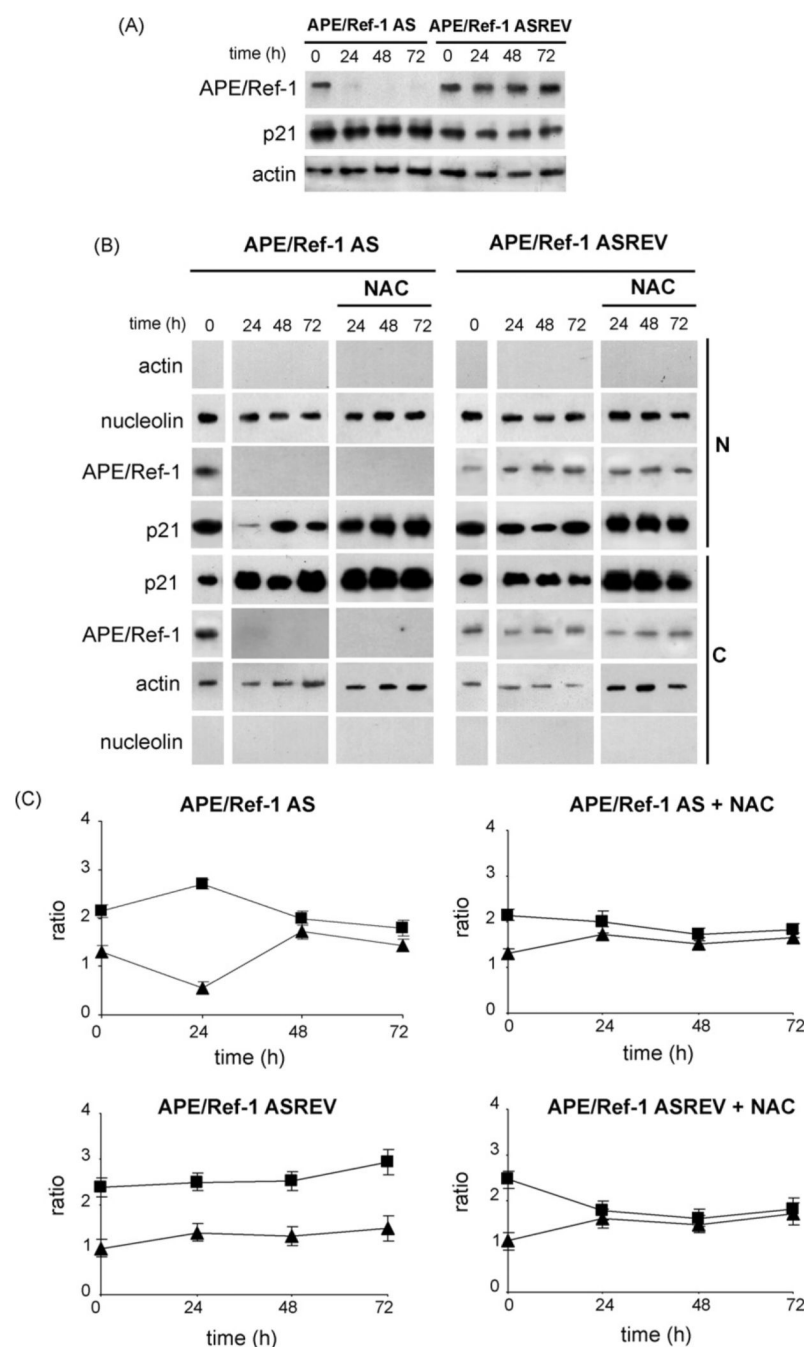 (A)
APE/Ref-1 AS APE/Ref-1 ASREV
time (h) 0 24 48 72 0 24 48 72
APE/Ref-1
p21
actin
(B)
APE/Ref-1 AS APE/Ref-1 ASREV
NAC NAC
time (h) 0 24 48 72 24 48 72 0 24 48 72 24 48 72
actin
nucleolin
N
APE/Ref-1
p21
p21
APE/Ref-1
C
actin
nucleolin
(C)
APE/Ref-1 AS
4
3
2
1
0
ratio
0 24 48 72
time (h)
APE/Ref-1 AS + NAC
4
3
2
1
0
ratio
0 24 48 72
time (h)
APE/Ref-1 ASREV
4
3
2
1
0
ratio
0 24 48 72
time (h)
APE/Ref-1 ASREV + NAC
4
3
2
1
0
ratio
0 24 48 72
time (h)